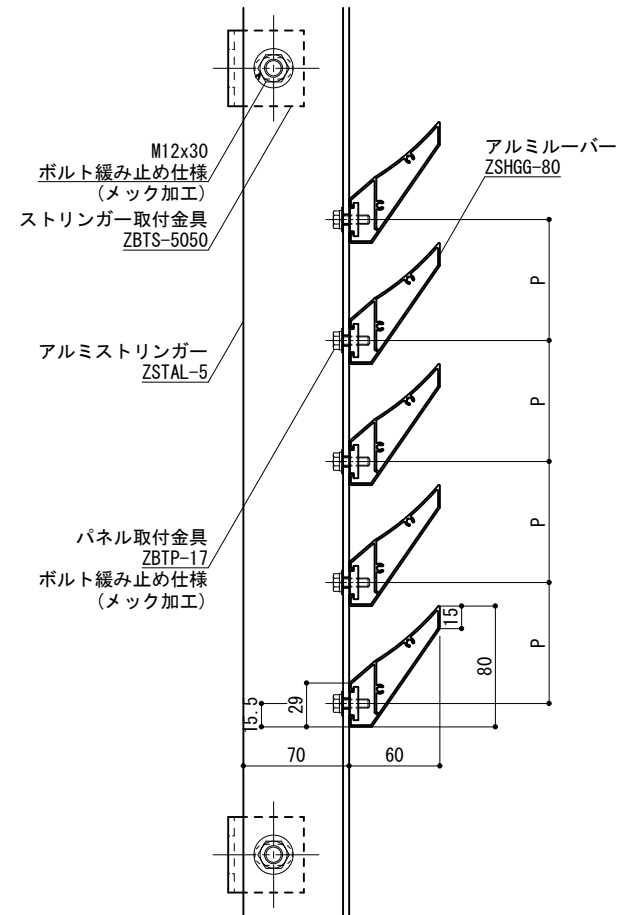 M12x30
ボルト緩み止め仕様
(メック加工)
ストリンガー取付金具
ZBTS-5050
アルミルーバー
ZSHGG-80
アルミストリンガー
ZSTAL-5
パネル取付金具
ZBTP-17
ボルト緩み止め仕様
(メック加工)
P
P
P
P
15
80
29
15.5
70
60